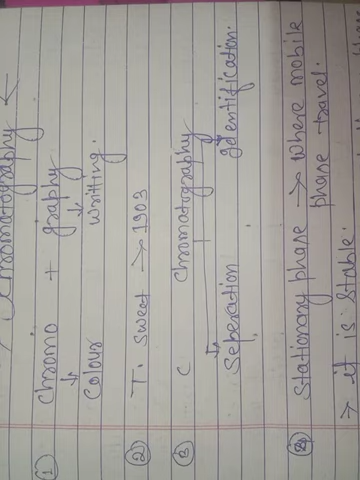 Chromatography
① Chromo + graphy
Colour writting.
② T. Sweet → 1903
③ C Chromatography
Seperation Identification.
④ Stationary phase → Where mobile
phase travel.
→ it is stable.